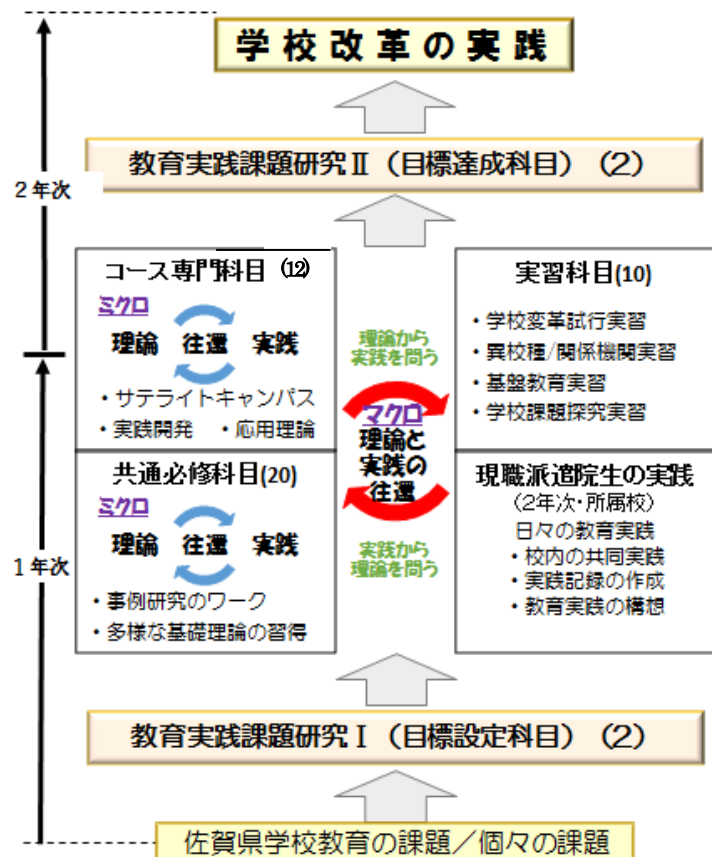 学校改革の実践
教育実践課題研究Ⅱ（目標達成科目）（2）
2年次
コース専門科目 (12)
ミクロ
理論 往還 実践
・サテライトキャンパス
・実践開発 ・応用理論
理論から
実践を問う
実習科目(10)
・学校変革試行実習
・異校種/関係機関実習
・基盤教育実習
・学校課題探究実習
マクロ
理論と
実践の
往還
1年次
共通必修科目(20)
ミクロ
理論 往還 実践
・事例研究のワーク
・多様な基礎理論の習得
実践から
理論を問う
現職派遣院生の実践
（2年次・所属校）
日々の教育実践
・校内の共同実践
・実践記録の作成
・教育実践の構想
教育実践課題研究Ⅰ（目標設定科目）（2）
佐賀県学校教育の課題／個々の課題